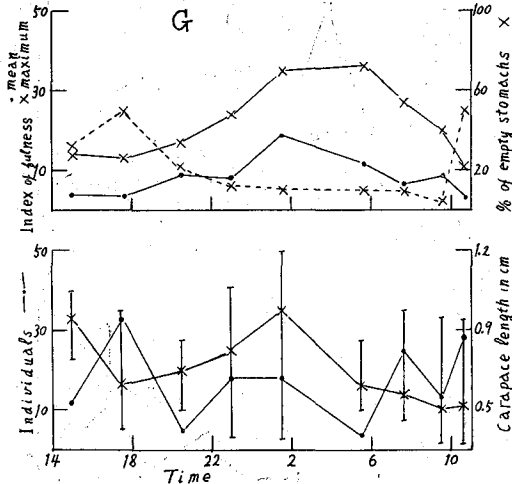 G
Index of fulness · mean
× maximum
50
30
10
100
70
20
% of empty stomachs ×
Individuals —·—
50
30
10
1.2
0.9
0.5
Carapace length in cm
14 18 22 2 6 10
Time